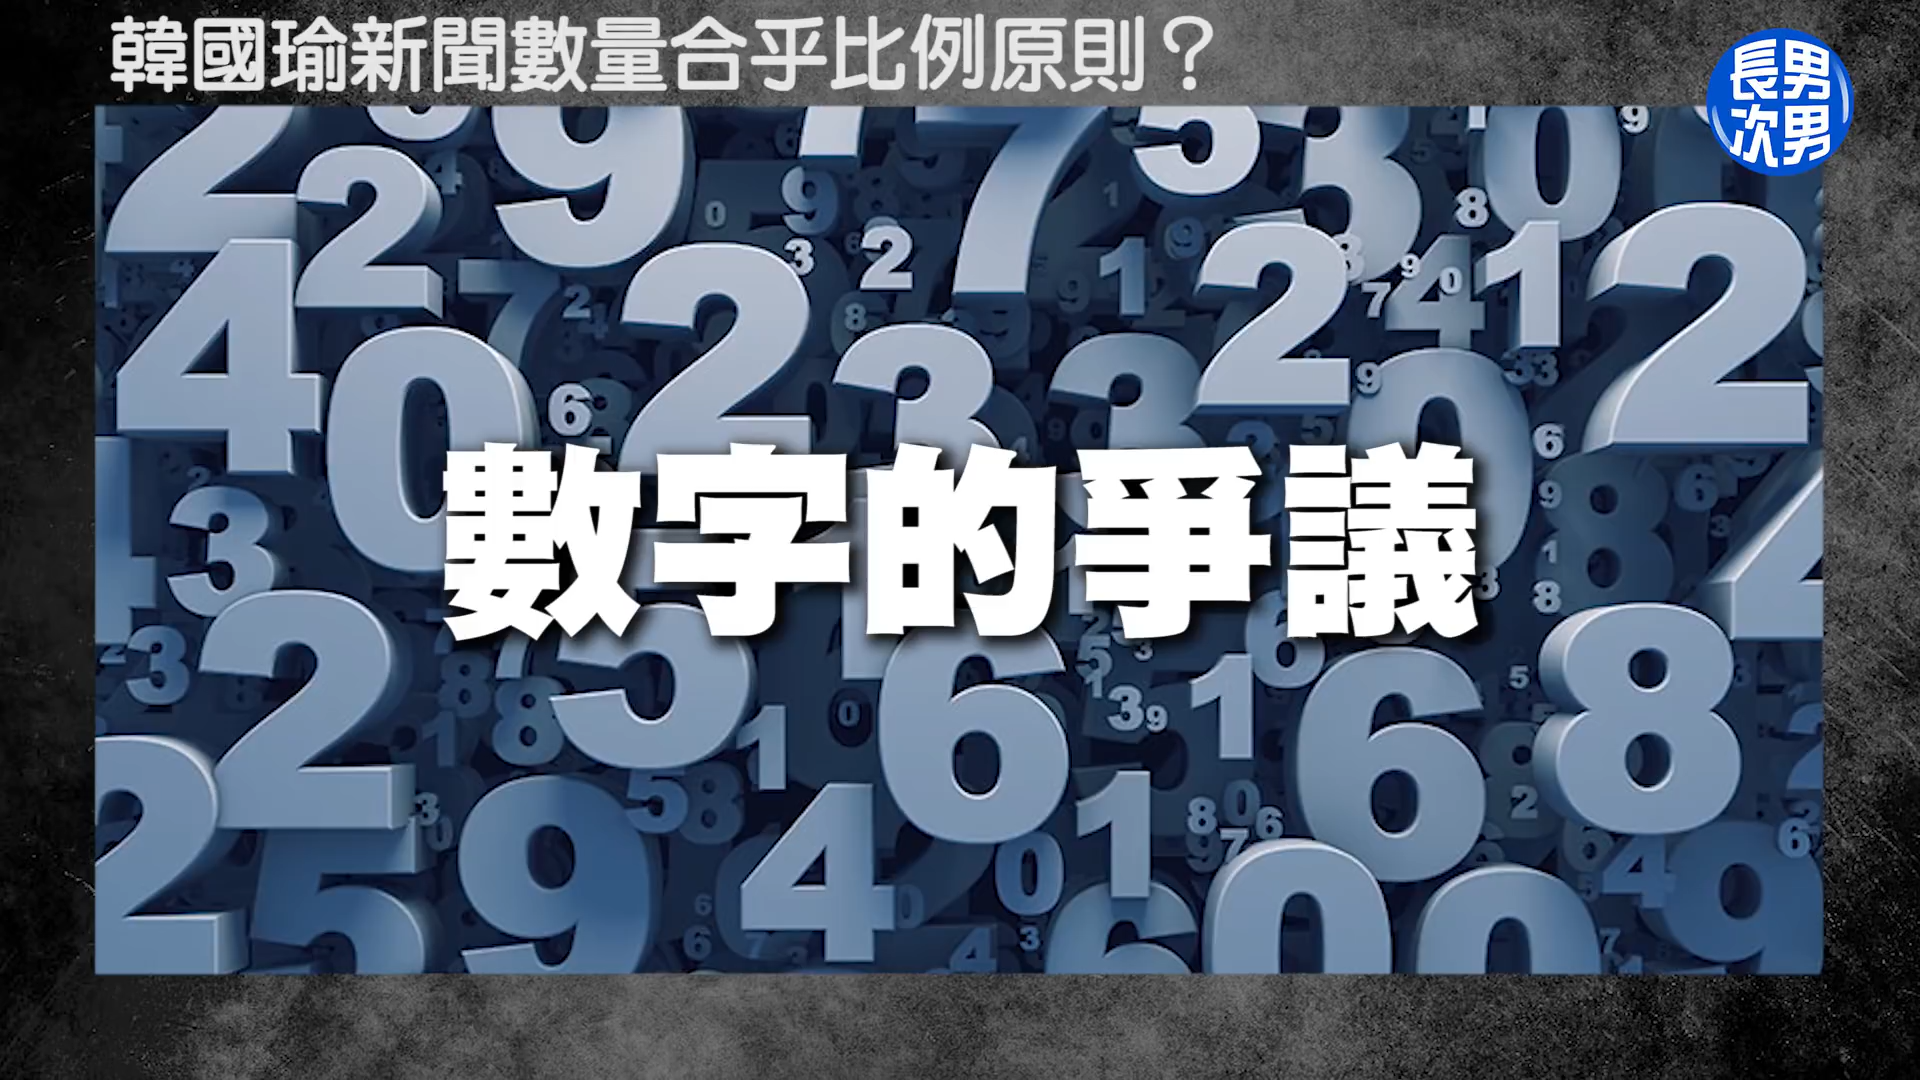 韓國瑜新聞數量合乎比例原則？
長男
次男
數字的爭議